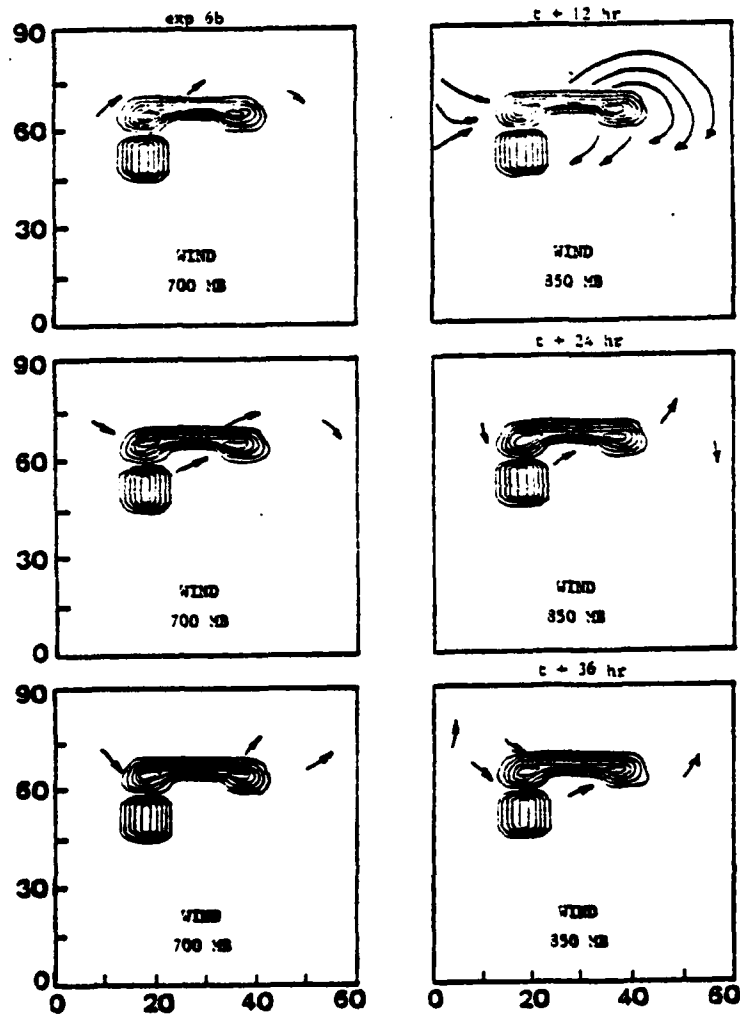 exp 6b
t + 12 hr
90
60
30
0
WIND
700 MB
WIND
850 MB
t + 24 hr
90
60
30
0
WIND
700 MB
WIND
850 MB
t + 36 hr
90
60
30
0
WIND
700 MB
WIND
850 MB
0 20 40 60
0 20 40 60